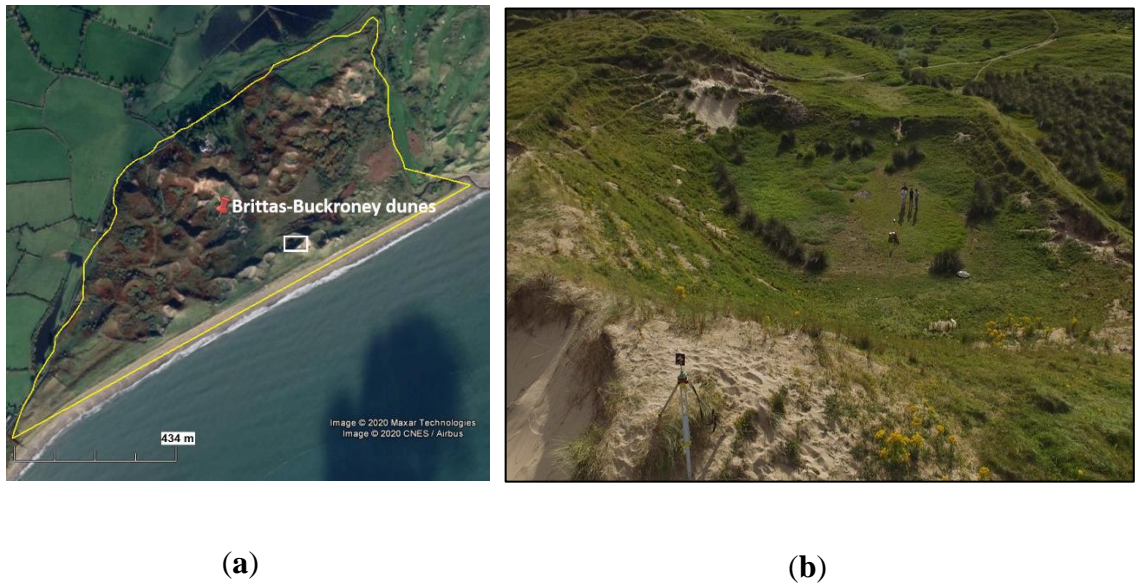 Brittas-Buckroney dunes
Image © 2020 Maxar Technologies
Image © 2020 CNES / Airbus
434 m
(a)
(b)